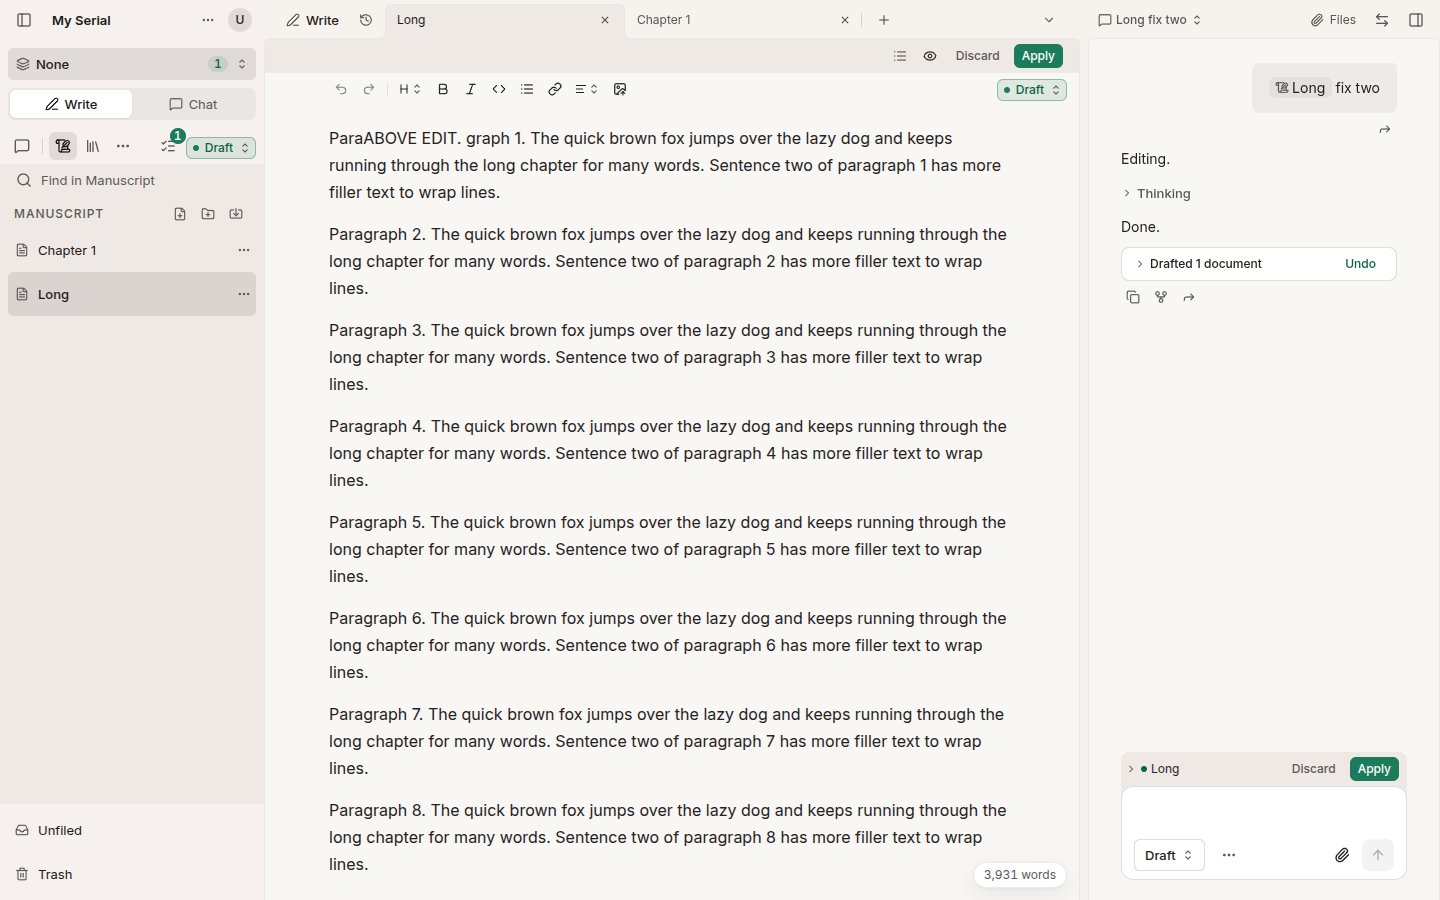 My Serial
U
None
1
Write
Chat
1
Draft
Find in Manuscript
MANUSCRIPT
Chapter 1
Long
Unfiled
Trash
Write
Long
Chapter 1
Discard
Apply
H
B
I
Draft
ParaABOVE EDIT. graph 1. The quick brown fox jumps over the lazy dog and keeps
running through the long chapter for many words. Sentence two of paragraph 1 has more
filler text to wrap lines.
Paragraph 2. The quick brown fox jumps over the lazy dog and keeps running through the
long chapter for many words. Sentence two of paragraph 2 has more filler text to wrap
lines.
Paragraph 3. The quick brown fox jumps over the lazy dog and keeps running through the
long chapter for many words. Sentence two of paragraph 3 has more filler text to wrap
lines.
Paragraph 4. The quick brown fox jumps over the lazy dog and keeps running through the
long chapter for many words. Sentence two of paragraph 4 has more filler text to wrap
lines.
Paragraph 5. The quick brown fox jumps over the lazy dog and keeps running through the
long chapter for many words. Sentence two of paragraph 5 has more filler text to wrap
lines.
Paragraph 6. The quick brown fox jumps over the lazy dog and keeps running through the
long chapter for many words. Sentence two of paragraph 6 has more filler text to wrap
lines.
Paragraph 7. The quick brown fox jumps over the lazy dog and keeps running through the
long chapter for many words. Sentence two of paragraph 7 has more filler text to wrap
lines.
Paragraph 8. The quick brown fox jumps over the lazy dog and keeps running through the
long chapter for many words. Sentence two of paragraph 8 has more filler text to wrap
lines.
3,931 words
Long fix two
Files
Long fix two
Editing.
Thinking
Done.
Drafted 1 document
Undo
Long
Discard
Apply
Draft